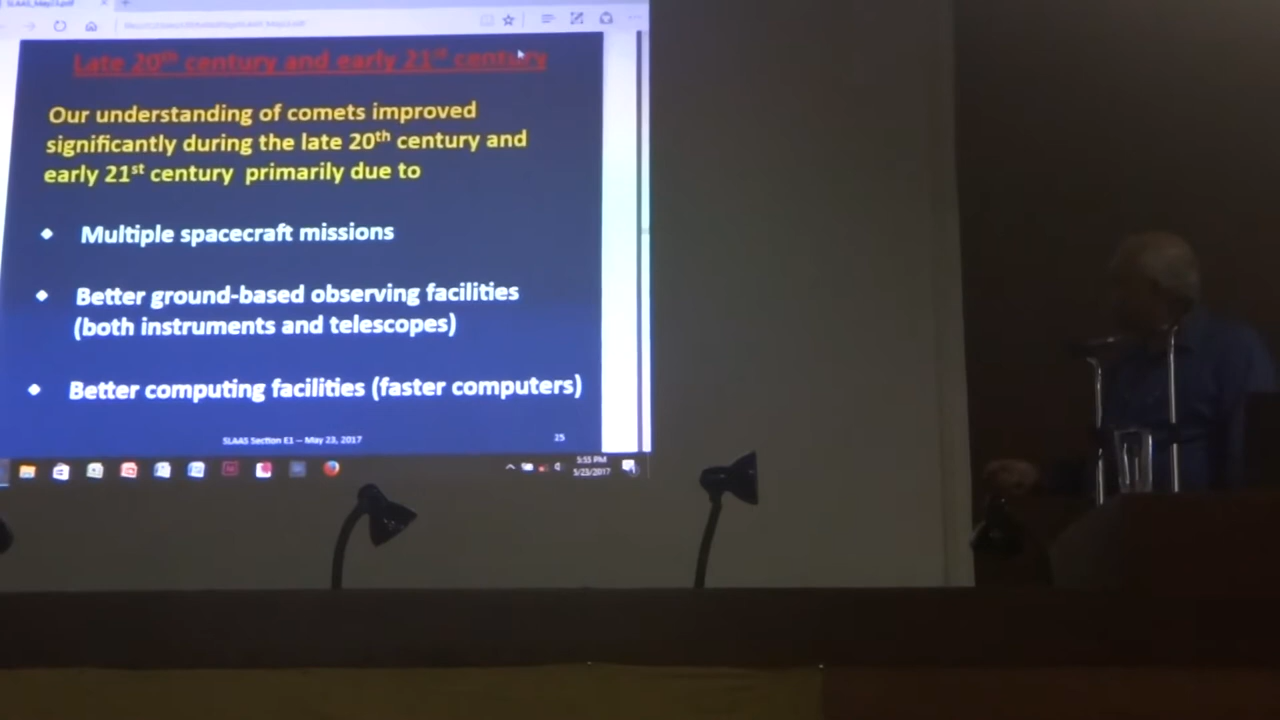 SLAAS_May23.pdf
Late 20th century and early 21st century
Our understanding of comets improved
significantly during the late 20th century and
early 21st century primarily due to
Multiple spacecraft missions
Better ground-based observing facilities
(both instruments and telescopes)
Better computing facilities (faster computers)
SLAAS Section E1 – May 23, 2017
25
5:55 PM
5/23/2017